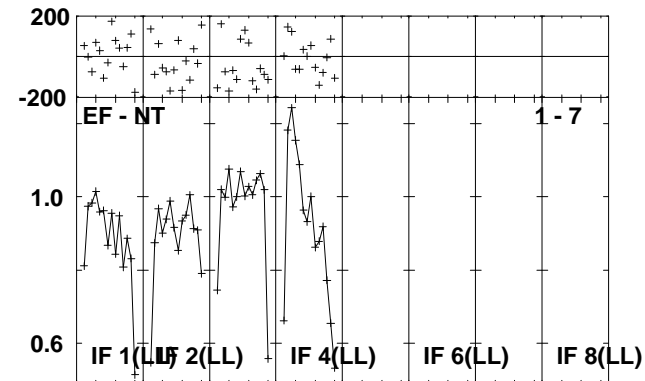 200
-200
EF - NT 1 - 7
1.0
0.6
IF 1(LL) IF 2(LL) IF 4(LL) IF 6(LL) IF 8(LL)